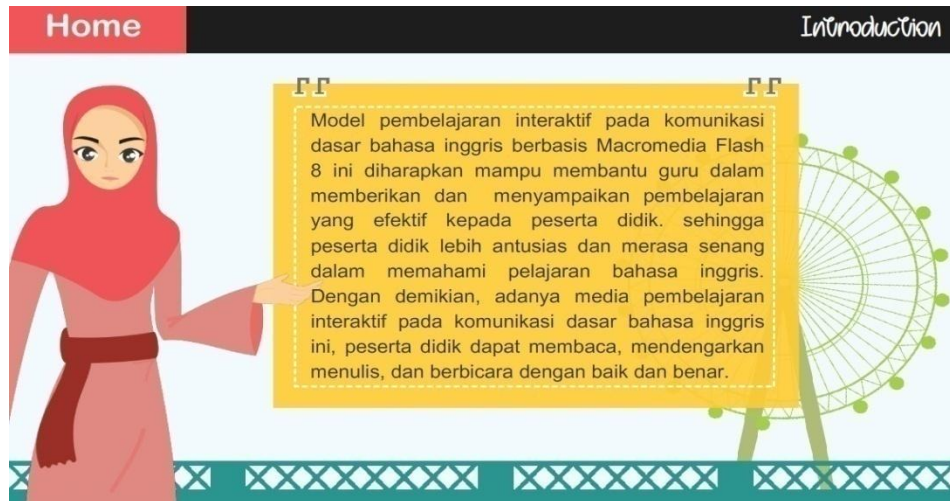 Home
Introduction
Model pembelajaran interaktif pada komunikasi
dasar bahasa inggris berbasis Macromedia Flash
8 ini diharapkan mampu membantu guru dalam
memberikan dan menyampaikan pembelajaran
yang efektif kepada peserta didik. sehingga
peserta didik lebih antusias dan merasa senang
dalam memahami pelajaran bahasa inggris.
Dengan demikian, adanya media pembelajaran
interaktif pada komunikasi dasar bahasa inggris
ini, peserta didik dapat membaca, mendengarkan
menulis, dan berbicara dengan baik dan benar.